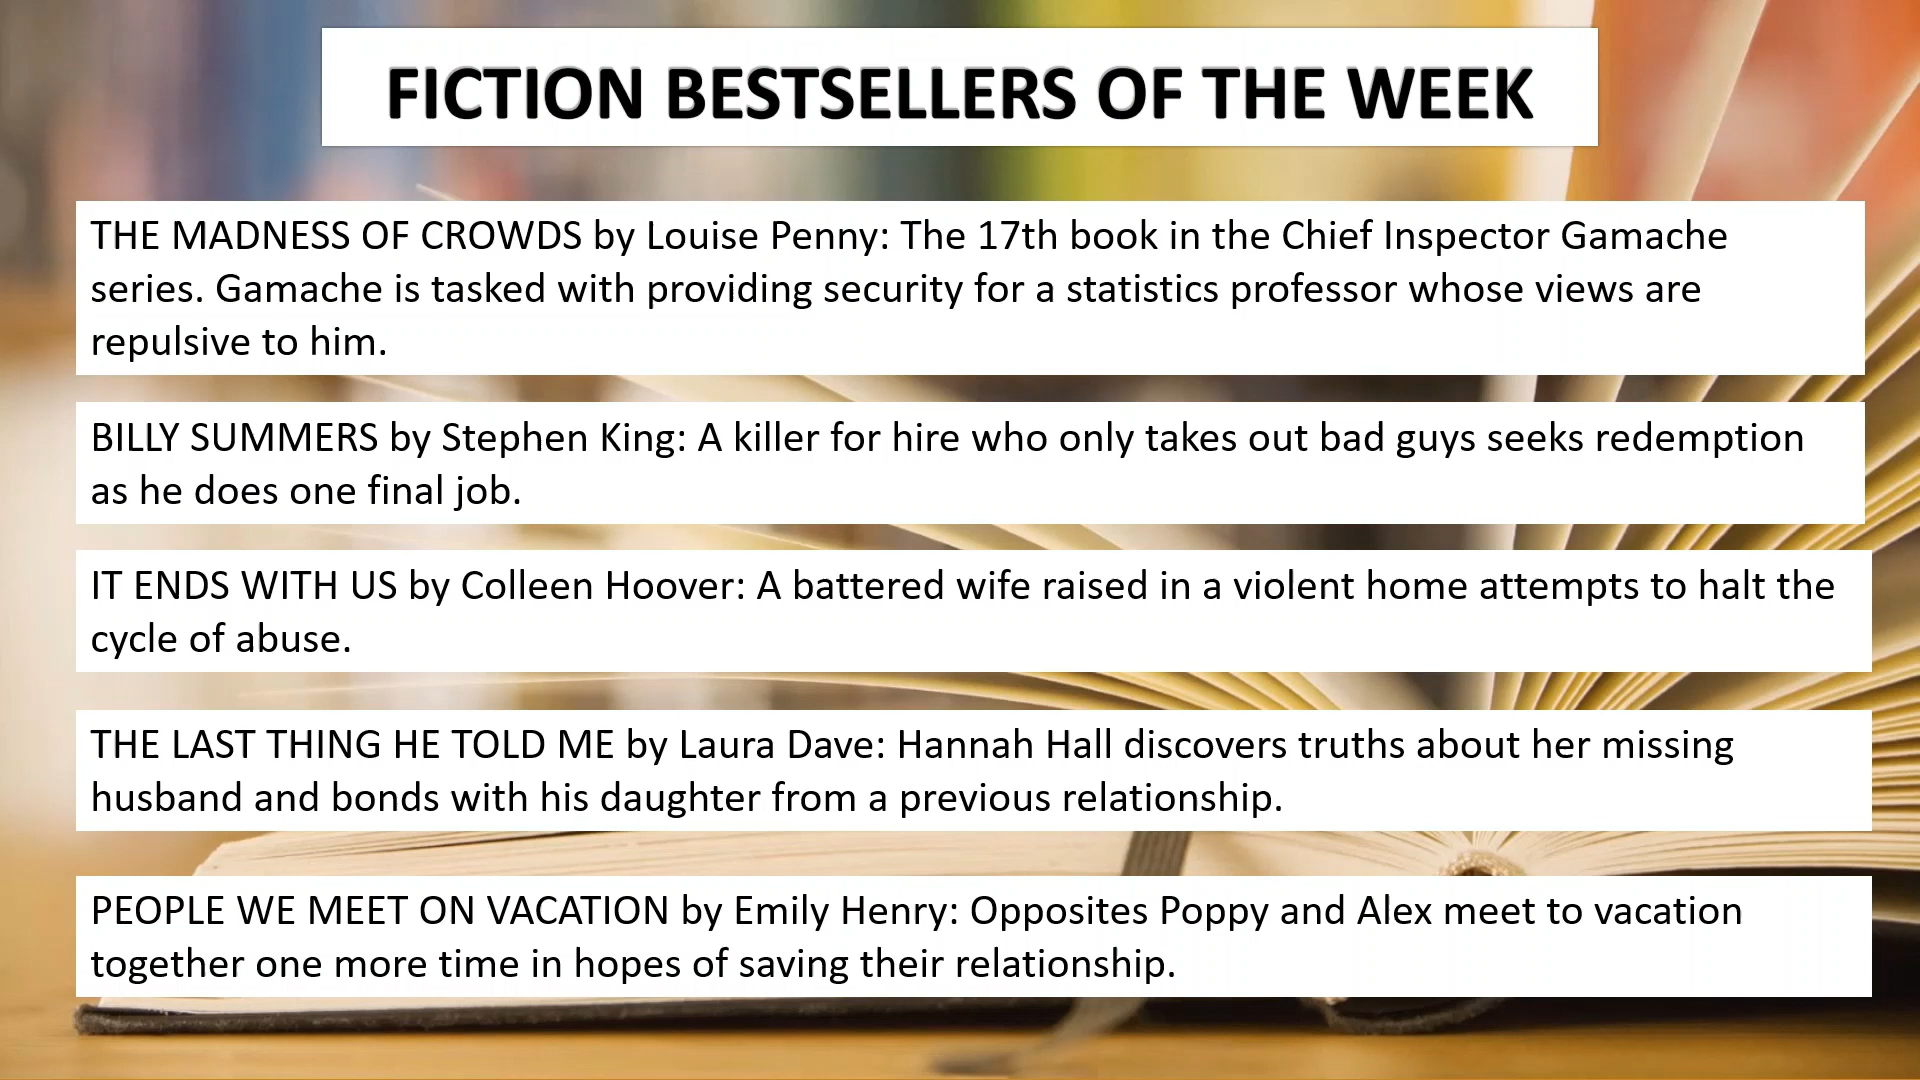 FICTION BESTSELLERS OF THE WEEK
THE MADNESS OF CROWDS by Louise Penny: The 17th book in the Chief Inspector Gamache
series. Gamache is tasked with providing security for a statistics professor whose views are
repulsive to him.
BILLY SUMMERS by Stephen King: A killer for hire who only takes out bad guys seeks redemption
as he does one final job.
IT ENDS WITH US by Colleen Hoover: A battered wife raised in a violent home attempts to halt the
cycle of abuse.
THE LAST THING HE TOLD ME by Laura Dave: Hannah Hall discovers truths about her missing
husband and bonds with his daughter from a previous relationship.
PEOPLE WE MEET ON VACATION by Emily Henry: Opposites Poppy and Alex meet to vacation
together one more time in hopes of saving their relationship.